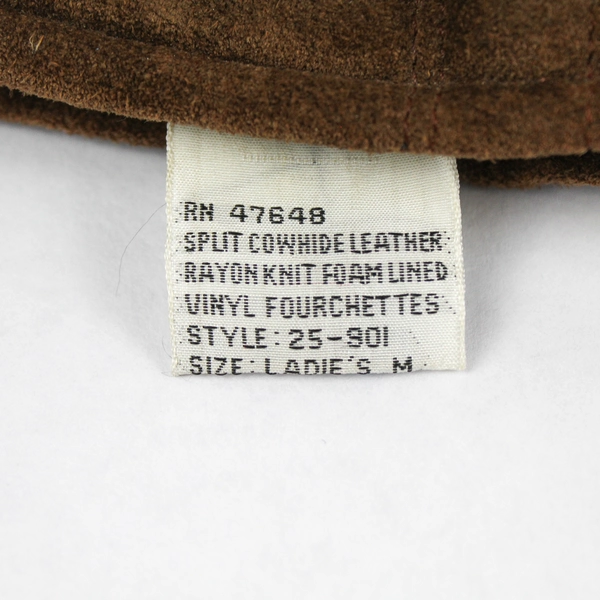 RN 47648
SPLIT COWHIDE LEATHER
RAYON KNIT FOAM LINED
VINYL FOURCHETTES
STYLE: 25-901
SIZE: LADIE'S M